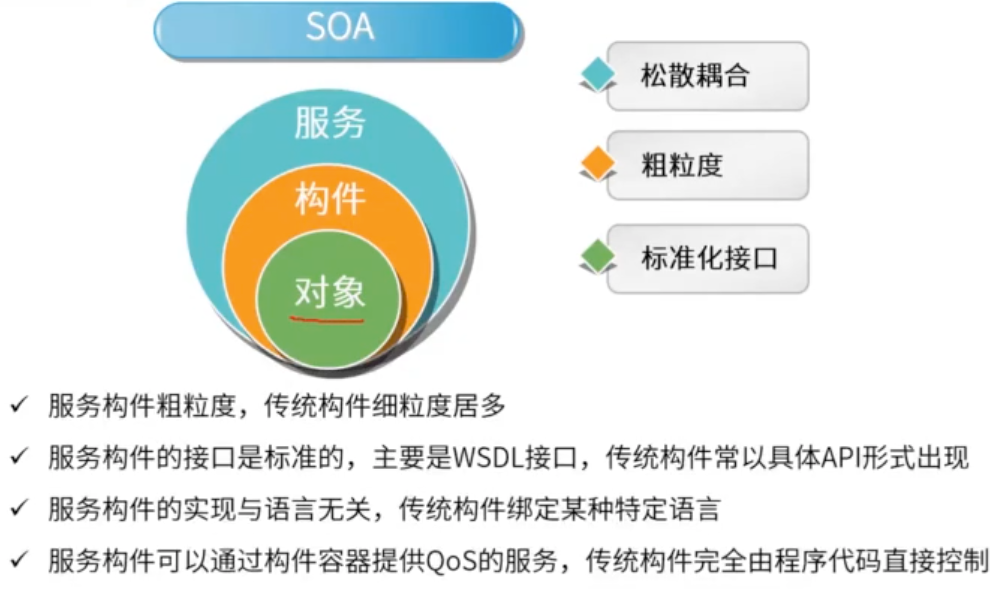 SOA
服务
构件
对象
松散耦合
粗粒度
标准化接口
✓ 服务构件粗粒度，传统构件细粒度居多
✓ 服务构件的接口是标准的，主要是WSDL接口，传统构件常以具体API形式出现
✓ 服务构件的实现与语言无关，传统构件绑定某种特定语言
✓ 服务构件可以通过构件容器提供QoS的服务，传统构件完全由程序代码直接控制